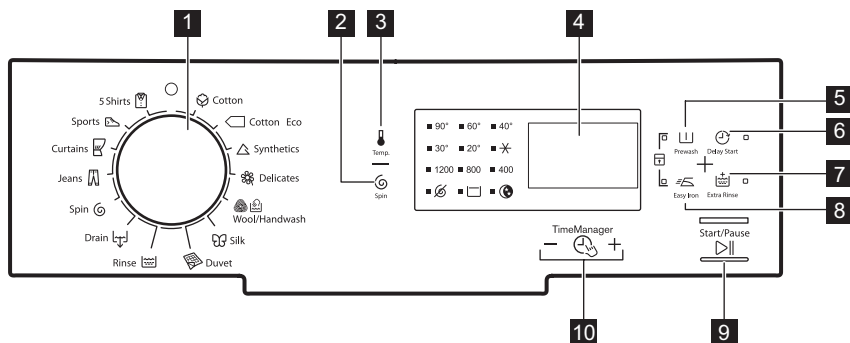 1
2
3
4
5
6
7
8
9
10
5 Shirts
Cotton
Sports
Cotton Eco
Curtains
Synthetics
Jeans
Delicates
Spin
Wool/Handwash
Drain
Silk
Rinse
Duvet
Temp.
Spin
90° 60° 40°
30° 20°
1200 800 400
TimeManager
− +
Prewash
Delay Start
Easy Iron
Extra Rinse
Start/Pause